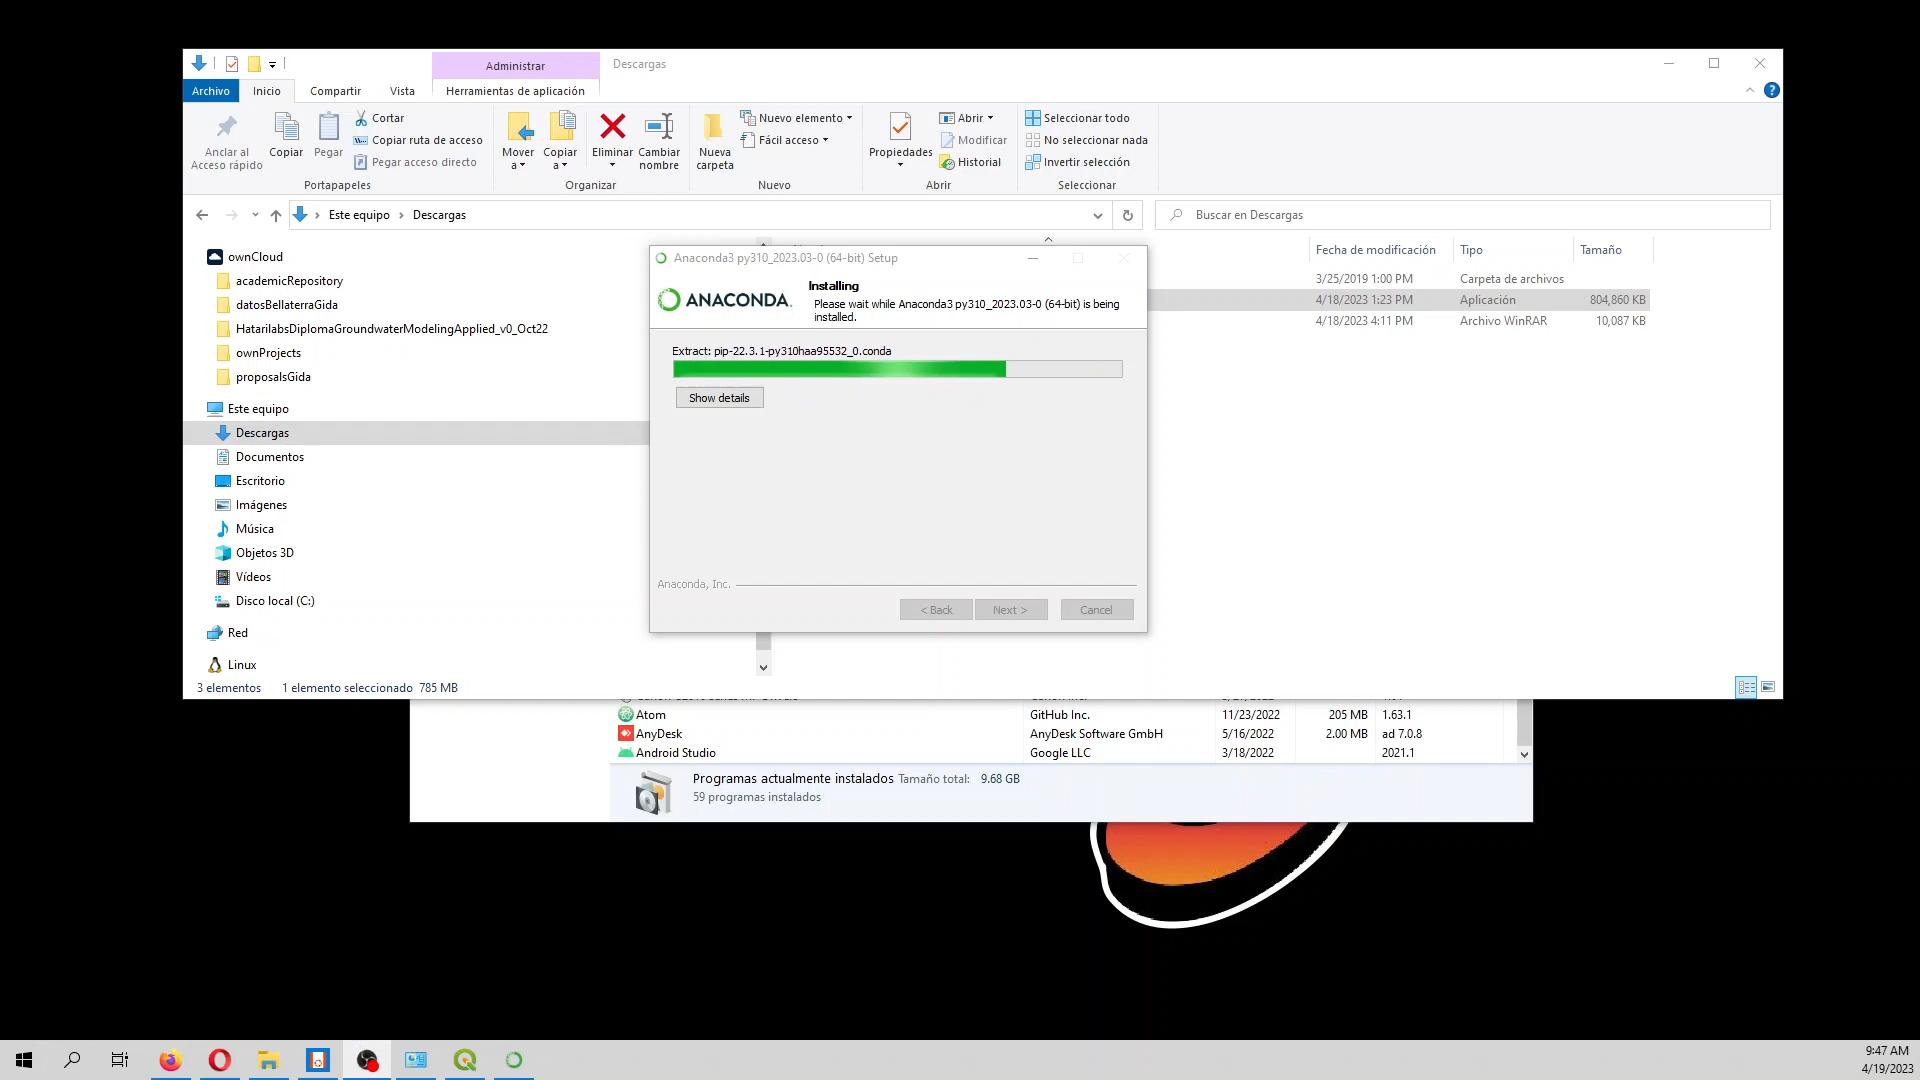 Administrar
Descargas
Archivo
Inicio
Compartir
Vista
Herramientas de aplicación
Anclar al
Acceso rápido
Copiar
Pegar
Cortar
Copiar ruta de acceso
Pegar acceso directo
Portapapeles
Mover
a
Copiar
a
Eliminar
Cambiar
nombre
Organizar
Nueva
carpeta
Nuevo elemento
Fácil acceso
Nuevo
Propiedades
Abrir
Modificar
Historial
Abrir
Seleccionar todo
No seleccionar nada
Invertir selección
Seleccionar
Este equipo
Descargas
Buscar en Descargas
ownCloud
academicRepository
datosBellaterraGida
HatarilabsDiplomaGroundwaterModelingApplied_v0_Oct22
ownProjects
proposalsGida
Este equipo
Descargas
Documentos
Escritorio
Imágenes
Música
Objetos 3D
Vídeos
Disco local (C:)
Red
Linux
Fecha de modificación Tipo Tamaño
3/25/2019 1:00 PM Carpeta de archivos
4/18/2023 1:23 PM Aplicación 804,860 KB
4/18/2023 4:11 PM Archivo WinRAR 10,087 KB
Anaconda3 py310_2023.03-0 (64-bit) Setup
ANACONDA.
Installing
Please wait while Anaconda3 py310_2023.03-0 (64-bit) is being
installed.
Extract: pip-22.3.1-py310haa95532_0.conda
Show details
Anaconda, Inc.
< Back
Next >
Cancel
3 elementos 1 elemento seleccionado 785 MB
Atom GitHub Inc. 11/23/2022 205 MB 1.63.1
AnyDesk AnyDesk Software GmbH 5/16/2022 2.00 MB ad 7.0.8
Android Studio Google LLC 3/18/2022 2021.1
Programas actualmente instalados Tamaño total: 9.68 GB
59 programas instalados
9:47 AM
4/19/2023